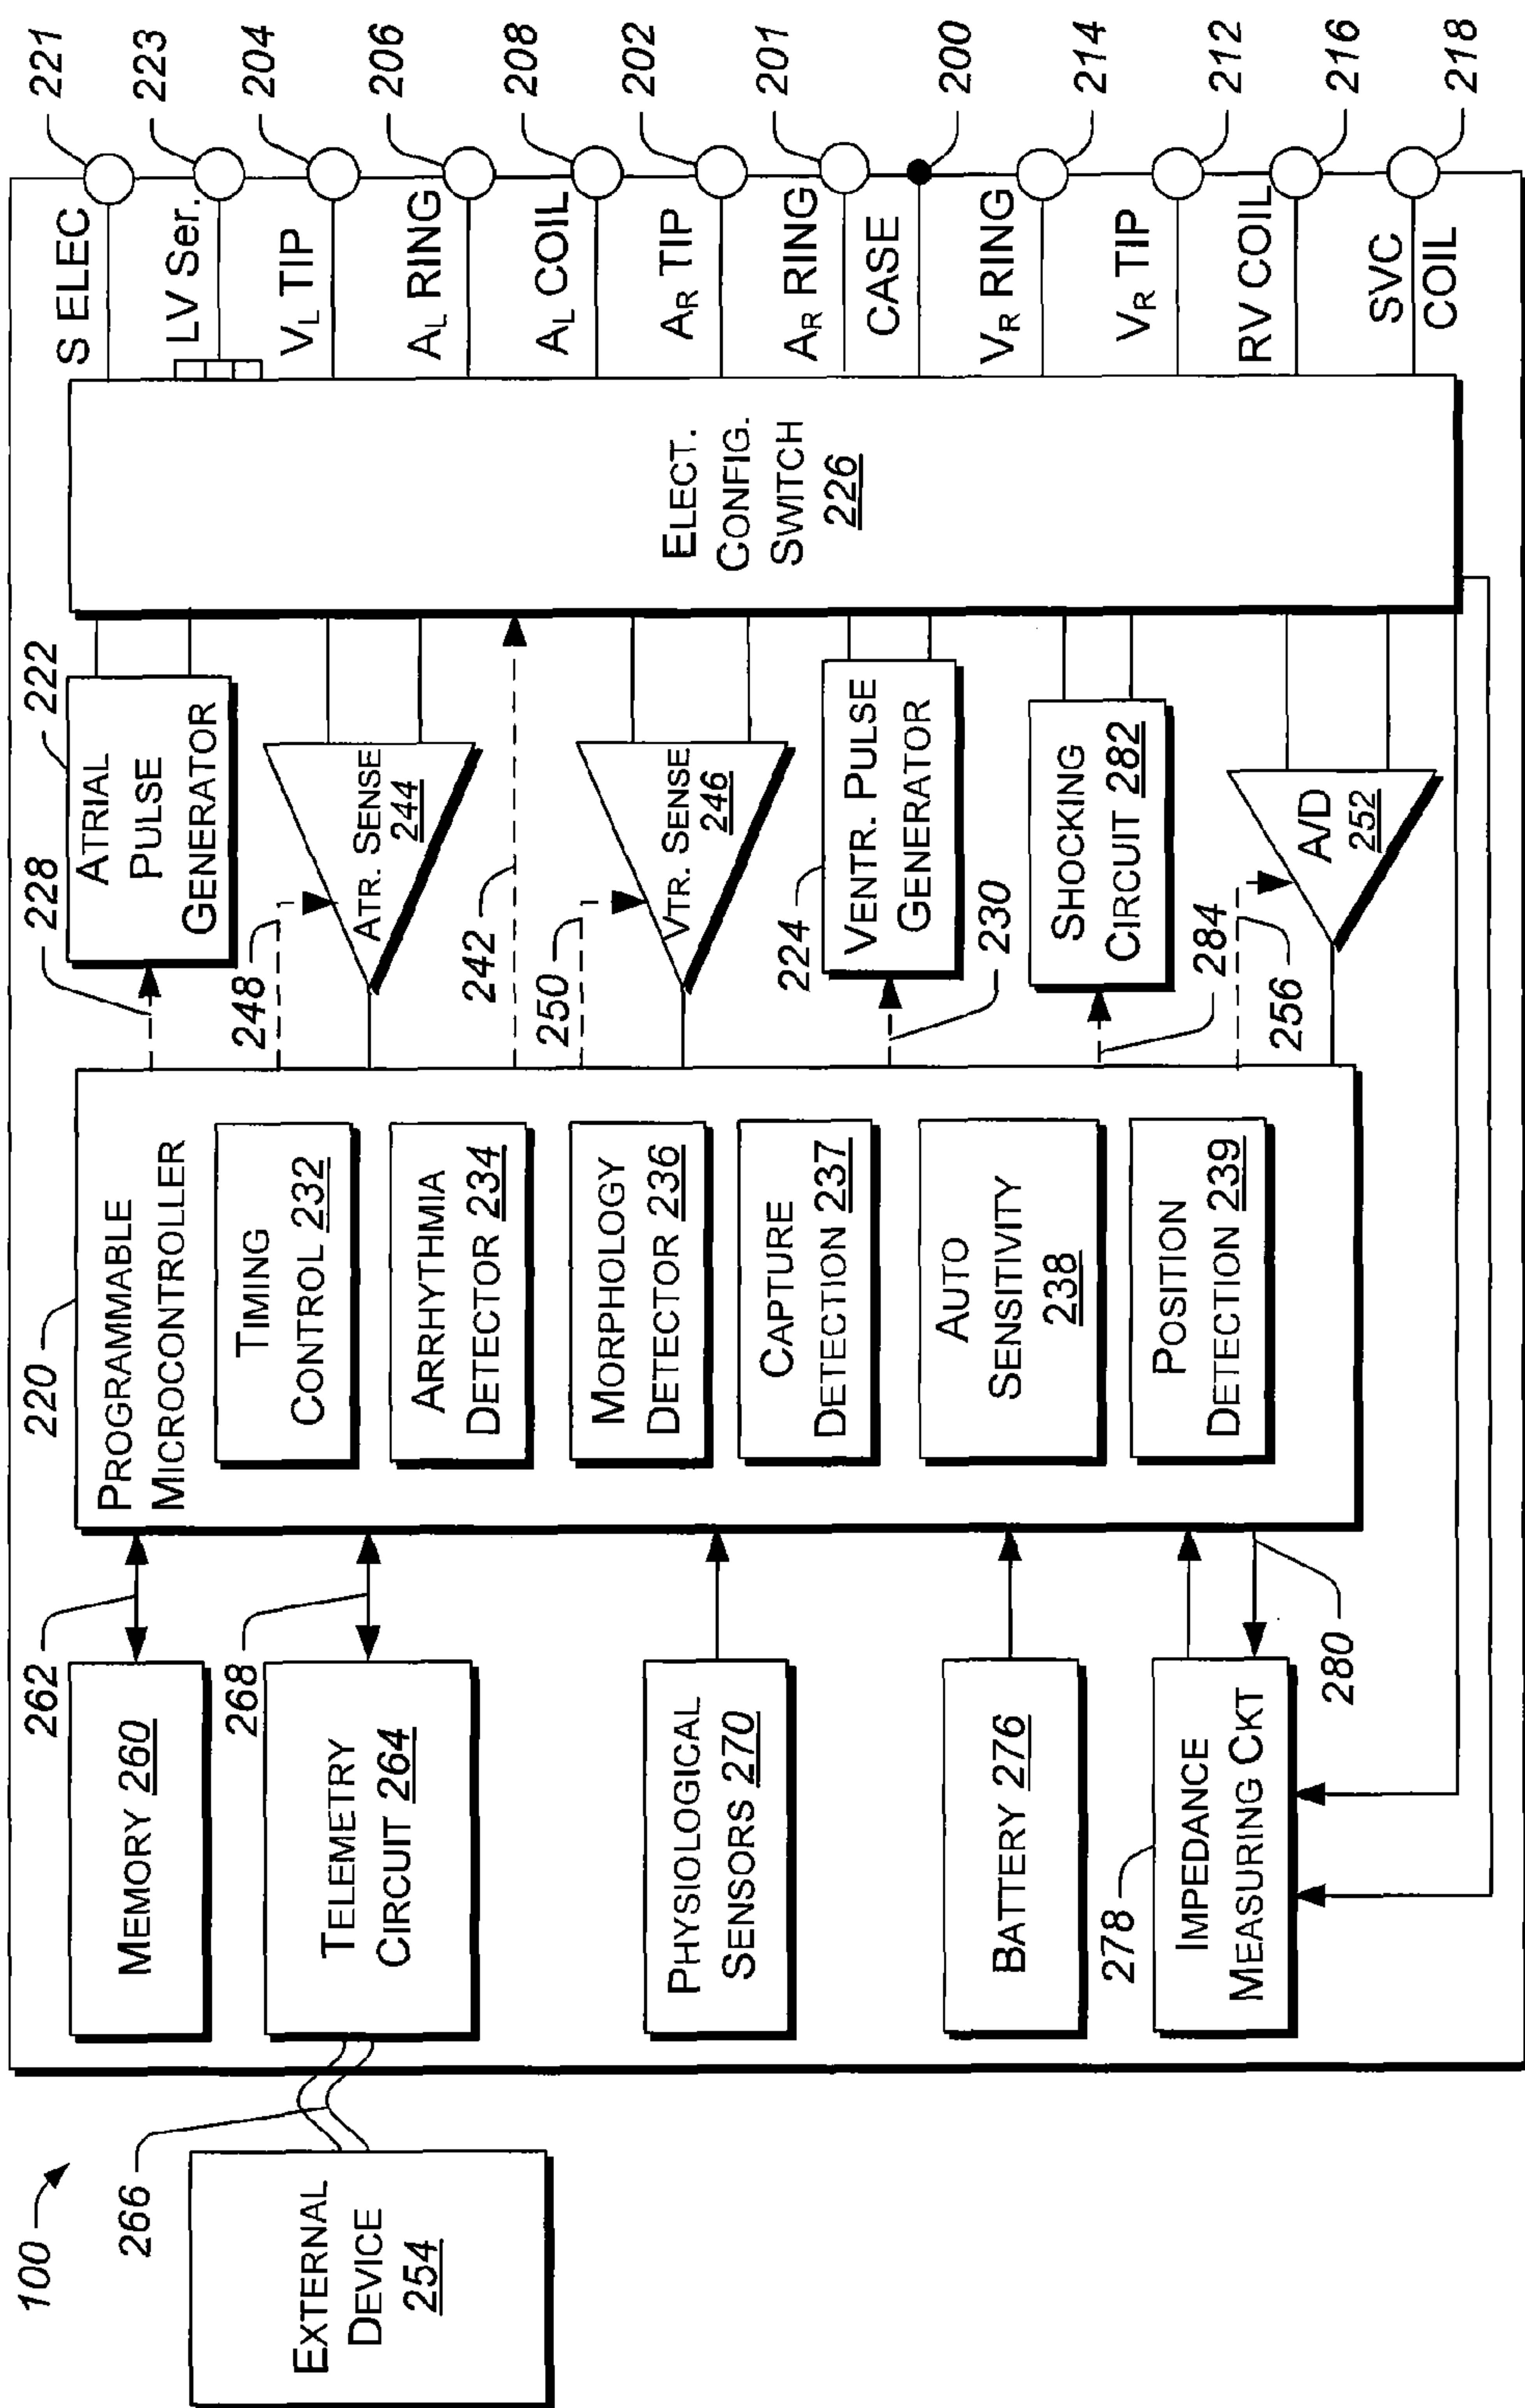 100
EXTERNAL
DEVICE
254
266
262
MEMORY 260
268
TELEMETRY
CIRCUIT 264
PHYSIOLOGICAL
SENSORS 270
BATTERY 276
278
IMPEDANCE
MEASURING CKT
280
220
PROGRAMMABLE
MICROCONTROLLER
TIMING
CONTROL 232
ARRHYTHMIA
DETECTOR 234
MORPHOLOGY
DETECTOR 236
CAPTURE
DETECTION 237
AUTO
SENSITIVITY
238
POSITION
DETECTION 239
228
222
ATRIAL
PULSE
GENERATOR
248
ATR. SENSE
244
242
250
VTR. SENSE
246
224
VENTR. PULSE
GENERATOR
230
SHOCKING
CIRCUIT 282
284
256
A/D
252
ELECT.
CONFIG.
SWITCH
226
S ELEC
221
LV Ser.
223
VL TIP
204
AL RING
206
AL COIL
208
AR TIP
202
AR RING
201
CASE
200
VR RING
214
VR TIP
212
RV COIL
216
SVC
COIL
218